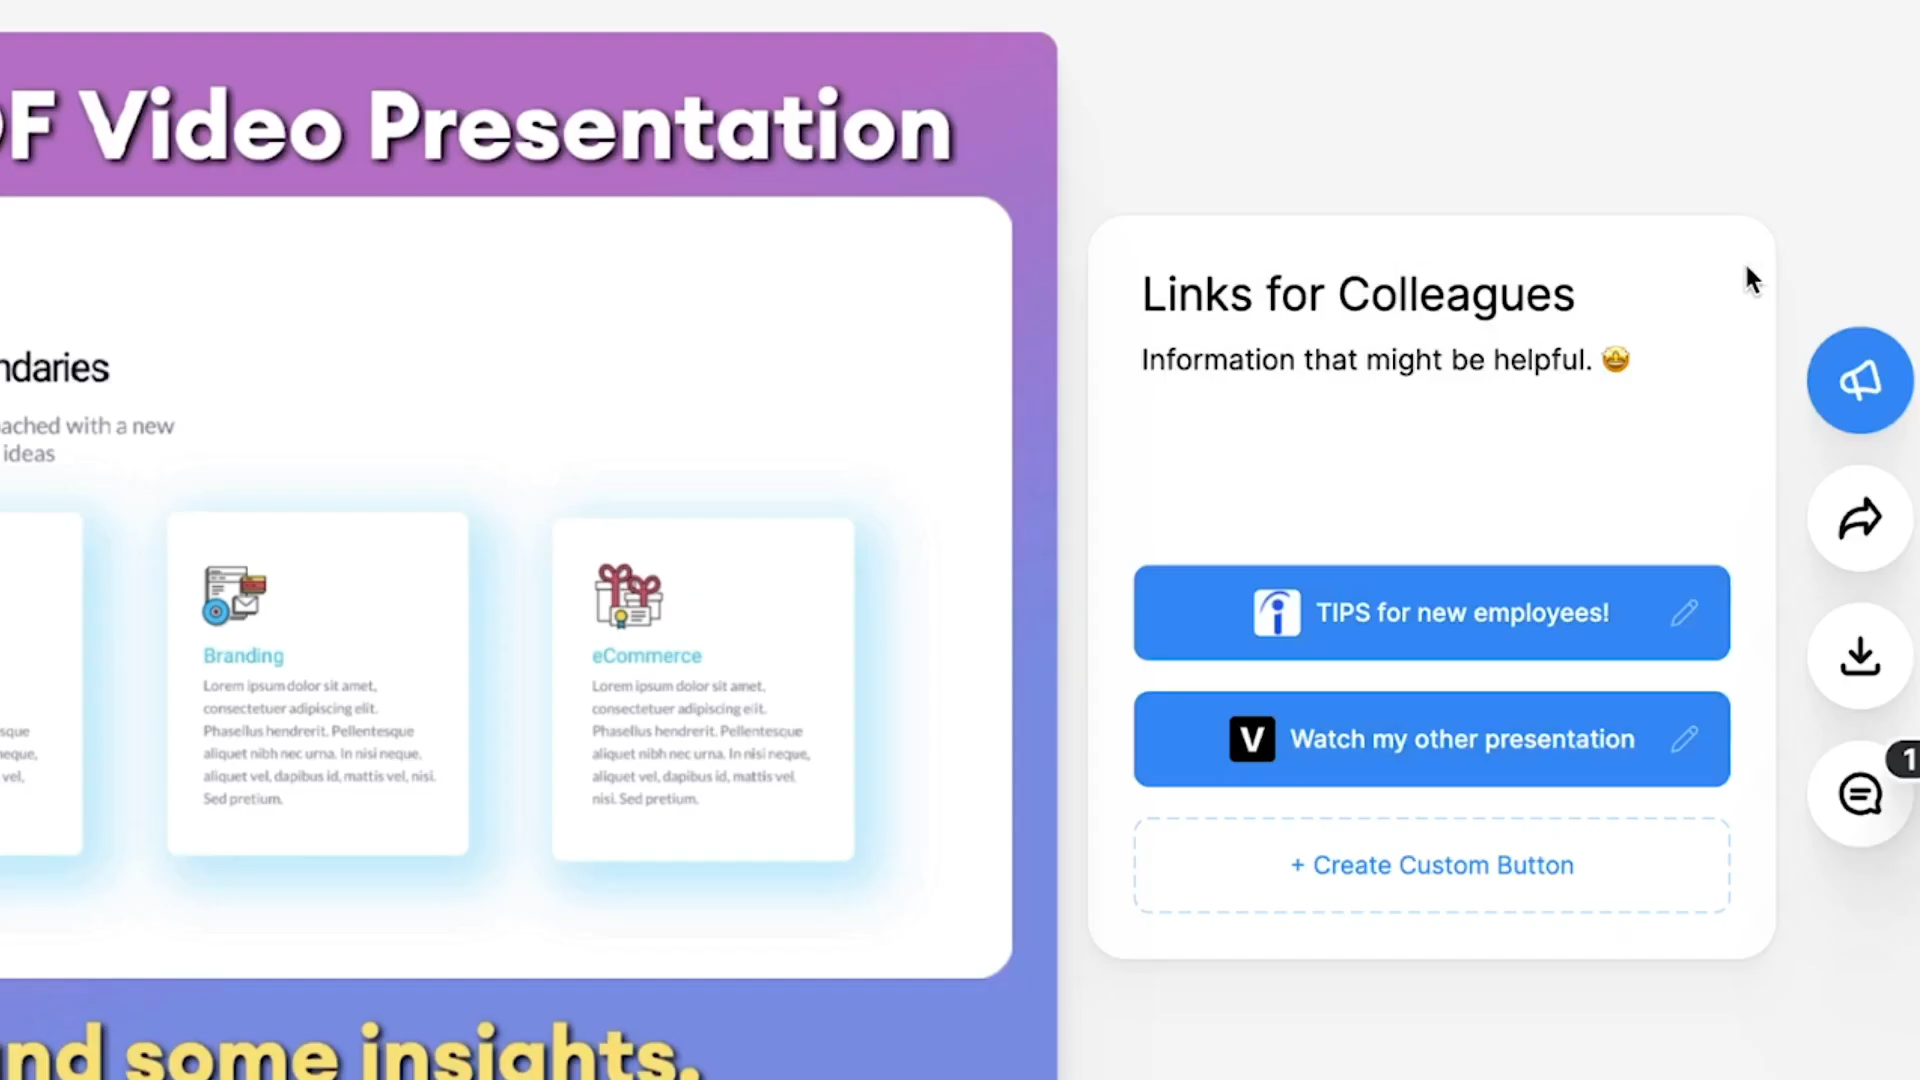 F Video Presentation
ndaries
ached with a new
ideas
sque
eque,
vel,
Branding
Lorem ipsum dolor sit amet,
consectetuer adipiscing elit.
Phasellus hendrerit. Pellentesque
aliquet nibh nec urna. In nisi neque,
aliquet vel, dapibus id, mattis vel, nisi.
Sed pretium.
eCommerce
Lorem ipsum dolor sit amet,
consectetuer adipiscing elit.
Phasellus hendrerit. Pellentesque
aliquet nibh nec urna. In nisi neque,
aliquet vel, dapibus id, mattis vel,
nisi. Sed pretium.
nd some insights.
Links for Colleagues
Information that might be helpful. 🤩
TIPS for new employees!
V Watch my other presentation
+ Create Custom Button
1